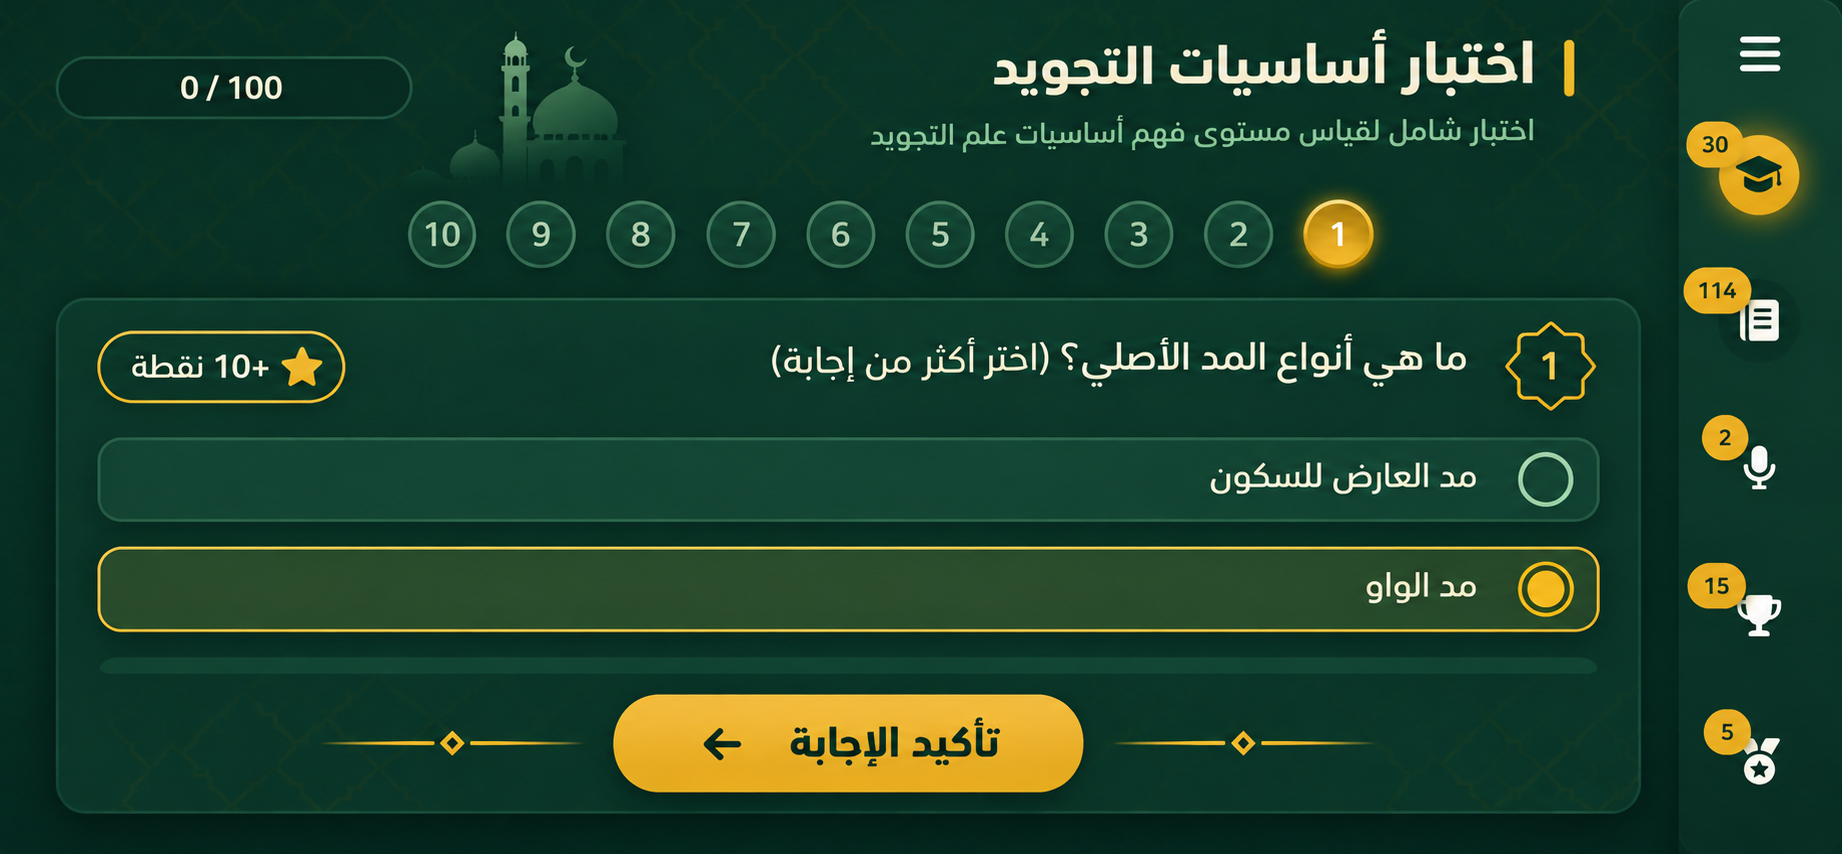 اختبار أساسيات التجويد
اختبار شامل لقياس مستوى فهم أساسيات علم التجويد
0 / 100
1 2 3 4 5 6 7 8 9 10
1
ما هي أنواع المد الأصلي؟ (اختر أكثر من إجابة)
+10 نقطة
مد العارض للسكون
مد الواو
تأكيد الإجابة
30
114
2
15
5